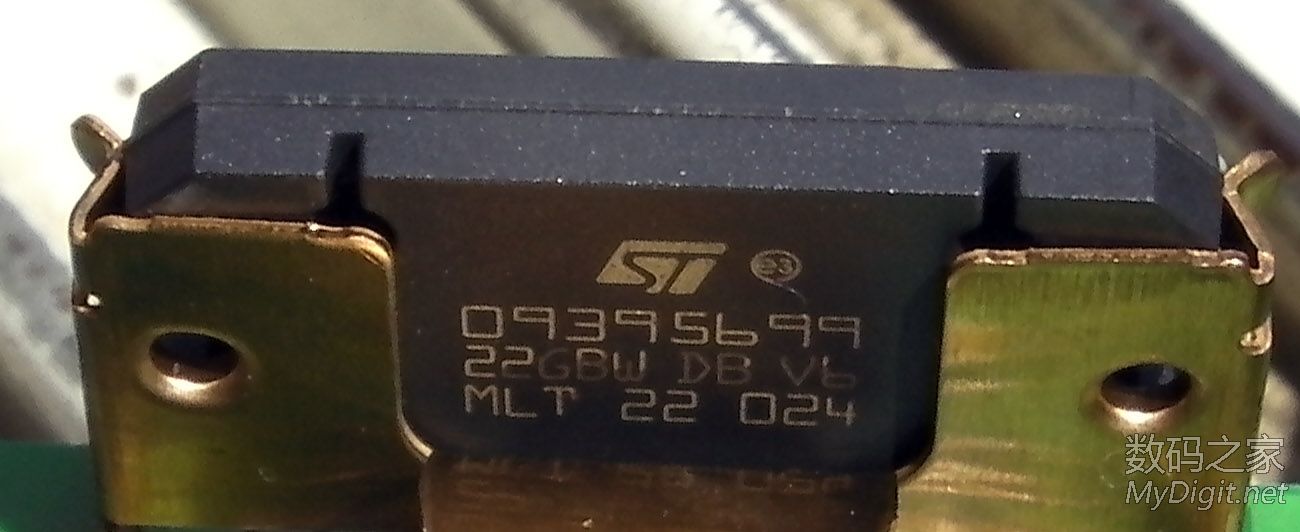 ST e3
09395699
22GBW DB V6
MLT 22 024
数码之家
MyDigit.net